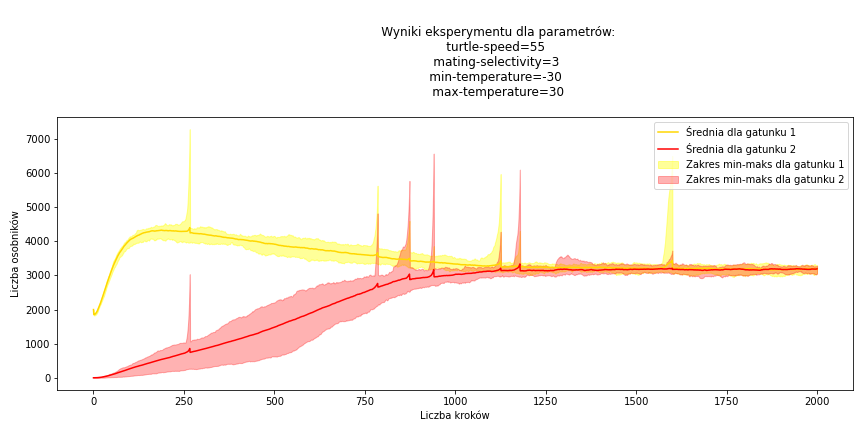 Wyniki eksperymentu dla parametrów:
turtle-speed=55
mating-selectivity=3
min-temperature=-30
max-temperature=30
Średnia dla gatunku 1
Średnia dla gatunku 2
Zakres min-maks dla gatunku 1
Zakres min-maks dla gatunku 2
Liczba osobników
7000
6000
5000
4000
3000
2000
1000
0
0 250 500 750 1000 1250 1500 1750 2000
Liczba kroków